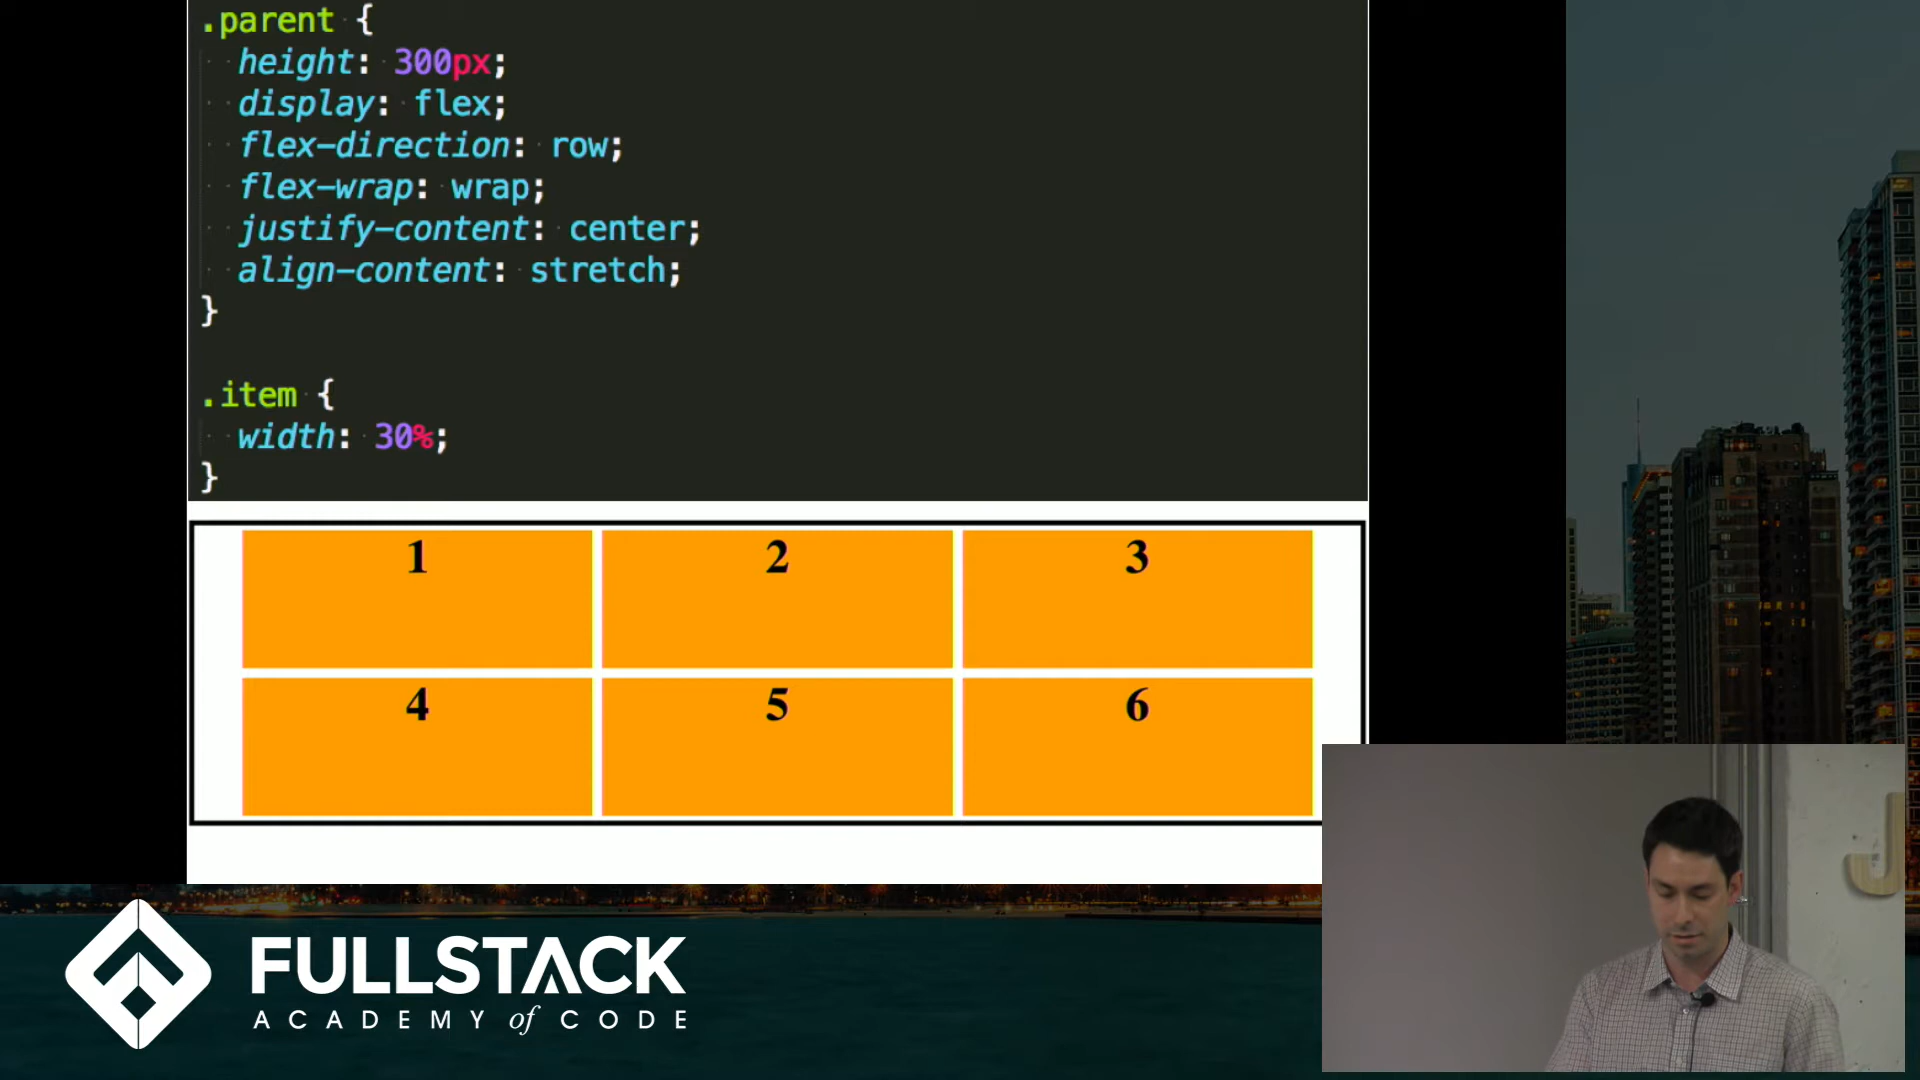 .parent {
height: 300px;
display: flex;
flex-direction: row;
flex-wrap: wrap;
justify-content: center;
align-content: stretch;
}
.item {
width: 30%;
}
1 2 3
4 5 6
J
FULLSTACK
ACADEMY of CODE